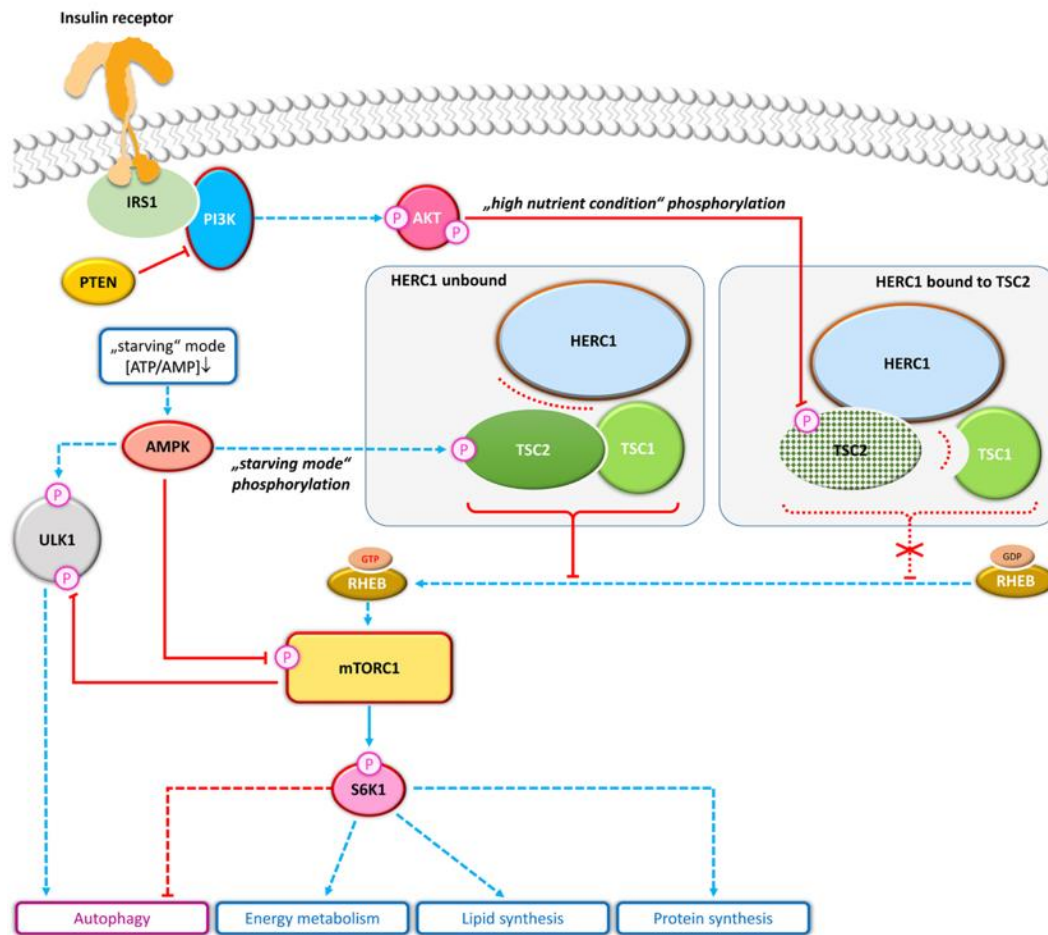 Insulin receptor
IRS1
PI3K
PTEN
P
AKT
P
„high nutrient condition“ phosphorylation
HERC1 unbound
HERC1
P
TSC2
TSC1
HERC1 bound to TSC2
HERC1
P
TSC2
TSC1
„starving“ mode
[ATP/AMP]↓
AMPK
„starving mode“
phosphorylation
P
ULK1
P
GTP
RHEB
GDP
RHEB
P
mTORC1
P
S6K1
Autophagy
Energy metabolism
Lipid synthesis
Protein synthesis